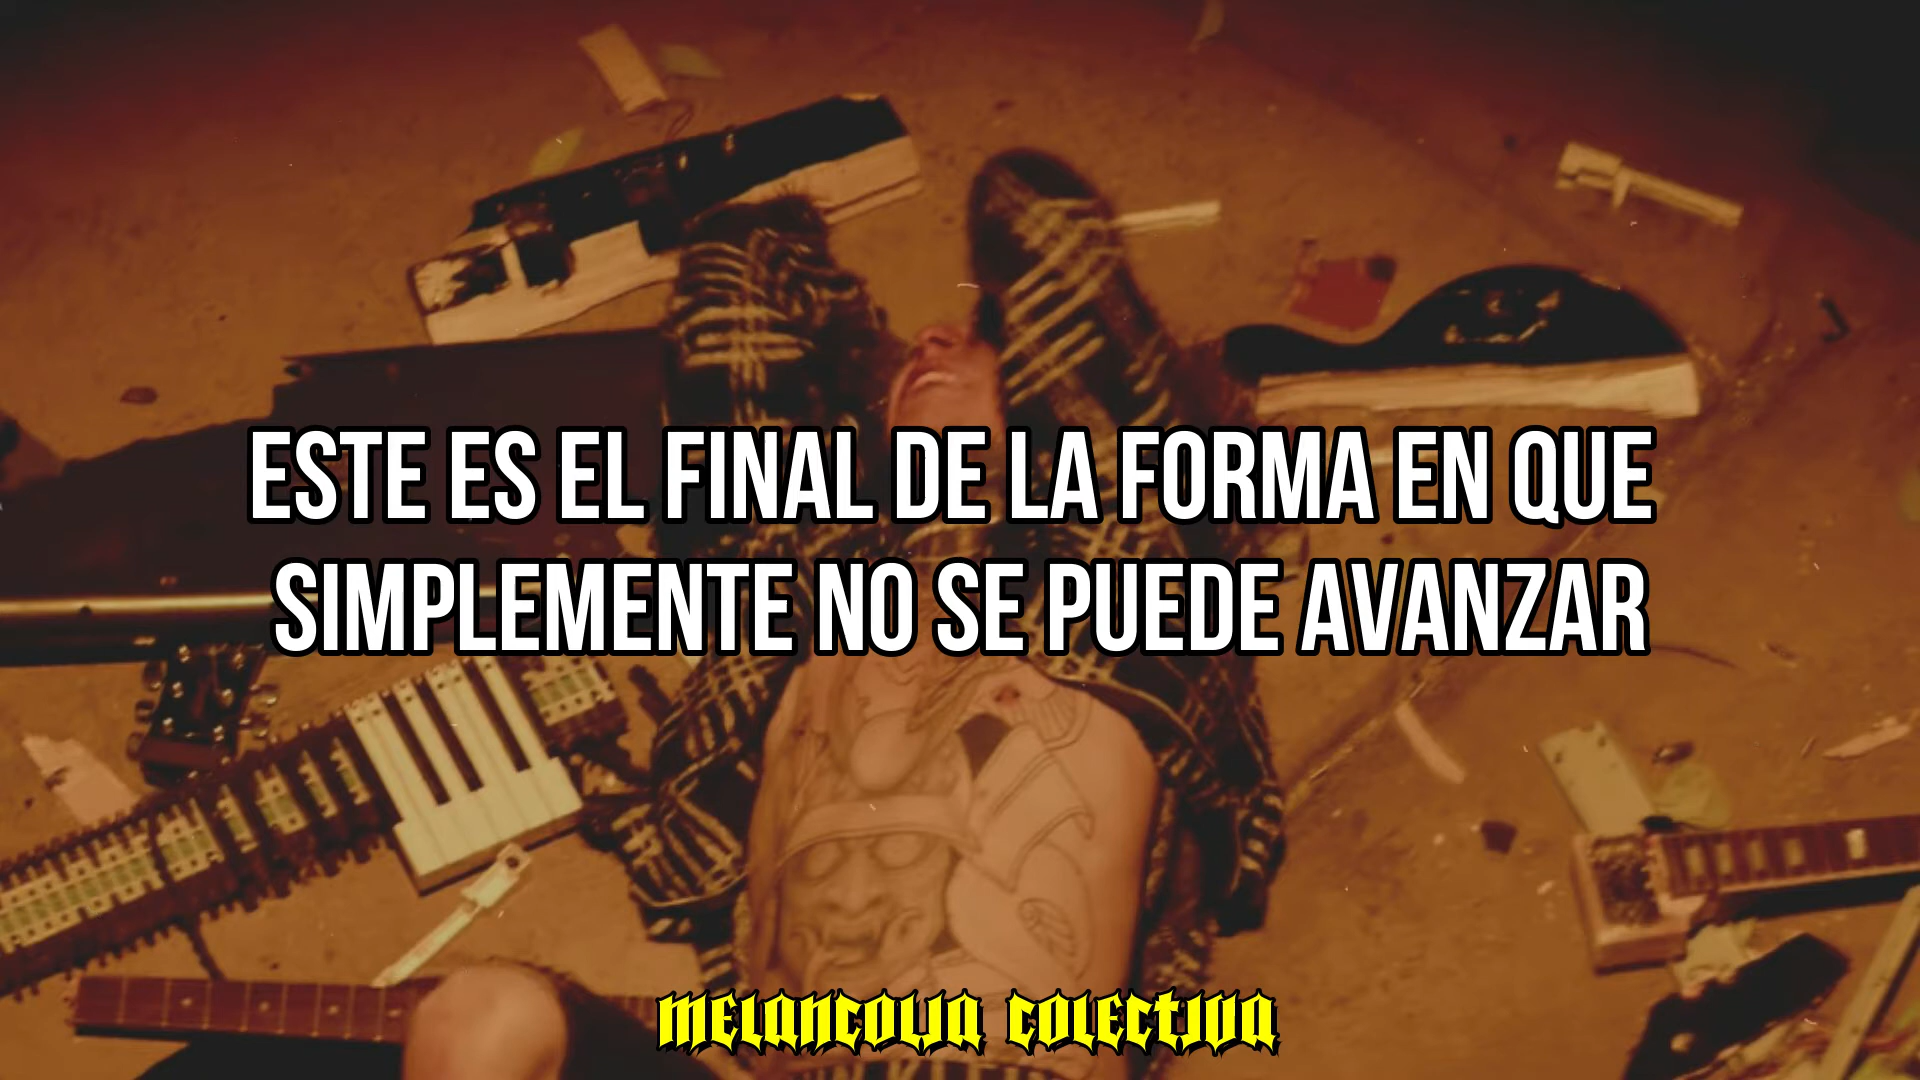 ESTE ES EL FINAL DE LA FORMA EN QUE
SIMPLEMENTE NO SE PUEDE AVANZAR
MELANCOLIA COLECTIVA